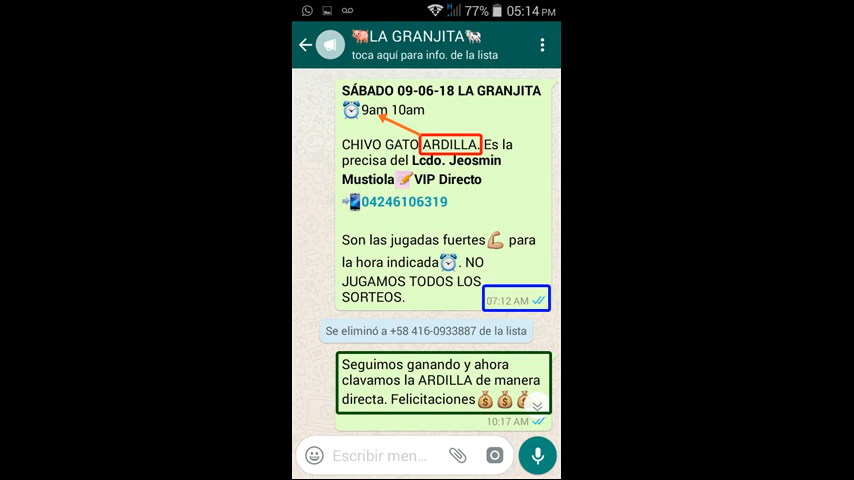 77% 05:14 PM
LA GRANJITA
toca aquí para info. de la lista
SÁBADO 09-06-18 LA GRANJITA
9am 10am
CHIVO GATO ARDILLA. Es la
precisa del Lcdo. Jeosmin
Mustiola VIP Directo
04246106319
Son las jugadas fuertes para
la hora indicada. NO
JUGAMOS TODOS LOS
SORTEOS.
07:12 AM
Se eliminó a +58 416-0933887 de la lista
Seguimos ganando y ahora
clavamos la ARDILLA de manera
directa. Felicitaciones
10:17 AM
Escribir men...